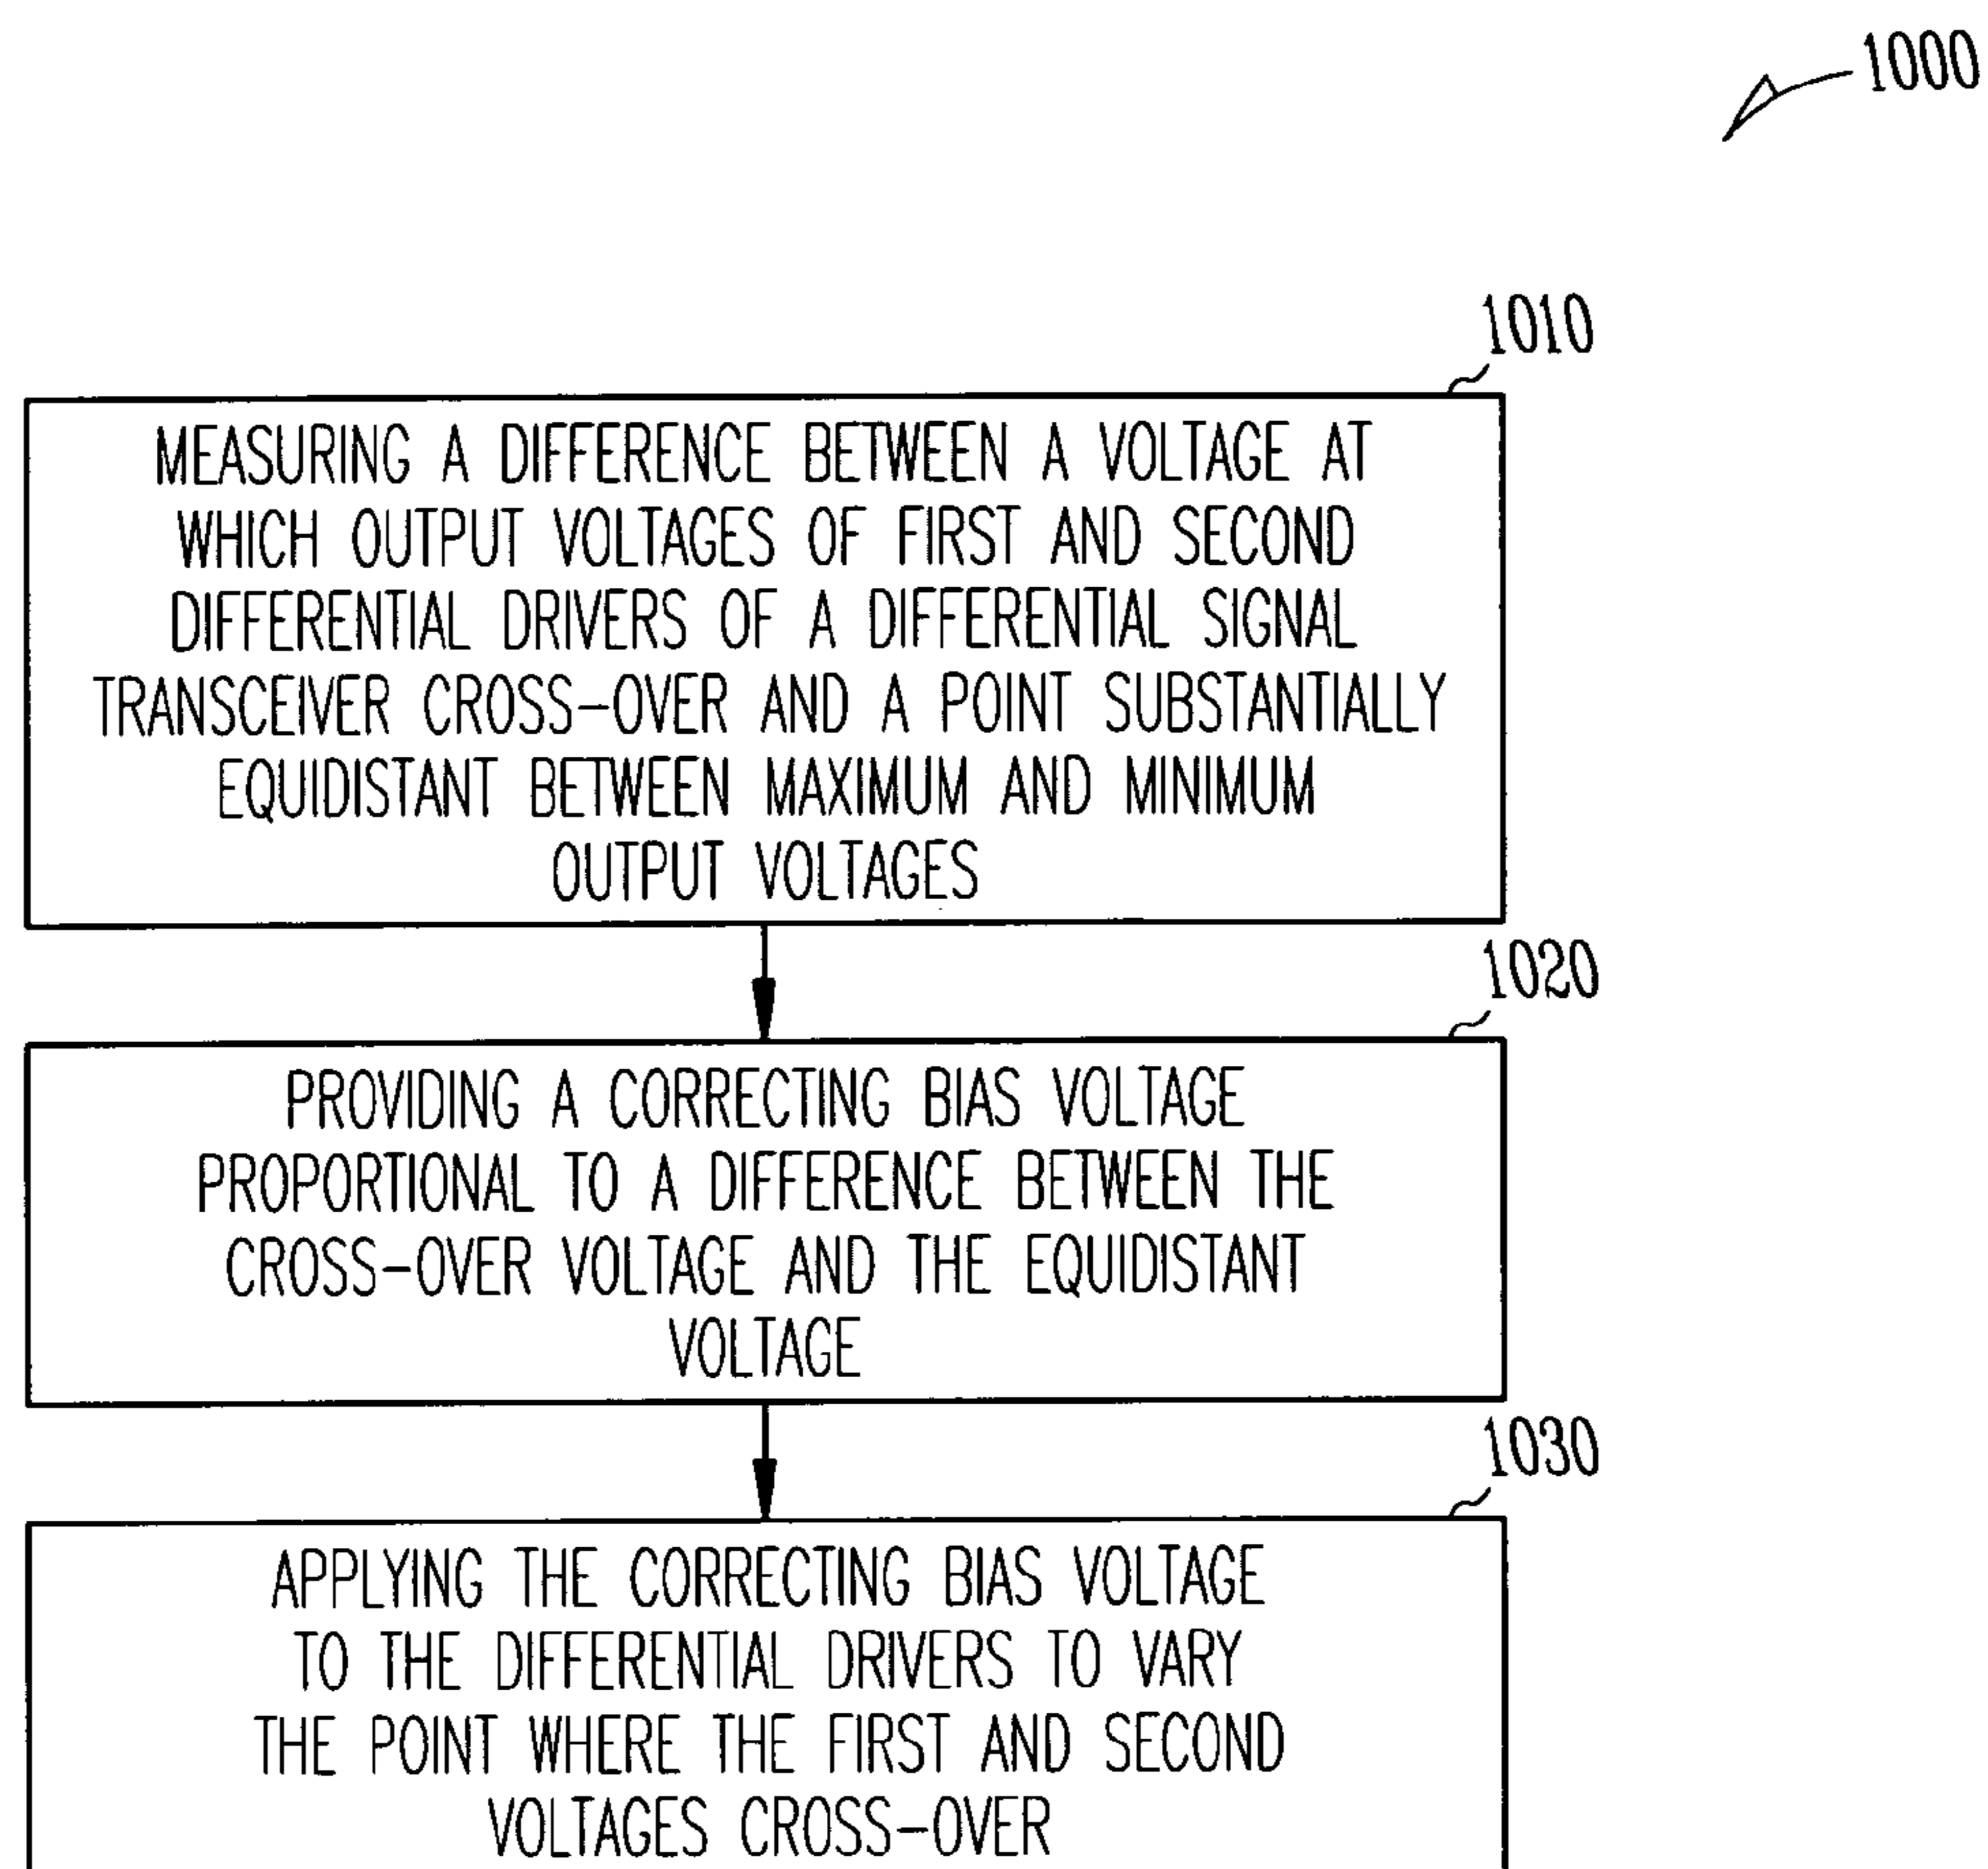 1000
1010
MEASURING A DIFFERENCE BETWEEN A VOLTAGE AT
WHICH OUTPUT VOLTAGES OF FIRST AND SECOND
DIFFERENTIAL DRIVERS OF A DIFFERENTIAL SIGNAL
TRANSCEIVER CROSS-OVER AND A POINT SUBSTANTIALLY
EQUIDISTANT BETWEEN MAXIMUM AND MINIMUM
OUTPUT VOLTAGES
1020
PROVIDING A CORRECTING BIAS VOLTAGE
PROPORTIONAL TO A DIFFERENCE BETWEEN THE
CROSS-OVER VOLTAGE AND THE EQUIDISTANT
VOLTAGE
1030
APPLYING THE CORRECTING BIAS VOLTAGE
TO THE DIFFERENTIAL DRIVERS TO VARY
THE POINT WHERE THE FIRST AND SECOND
VOLTAGES CROSS-OVER